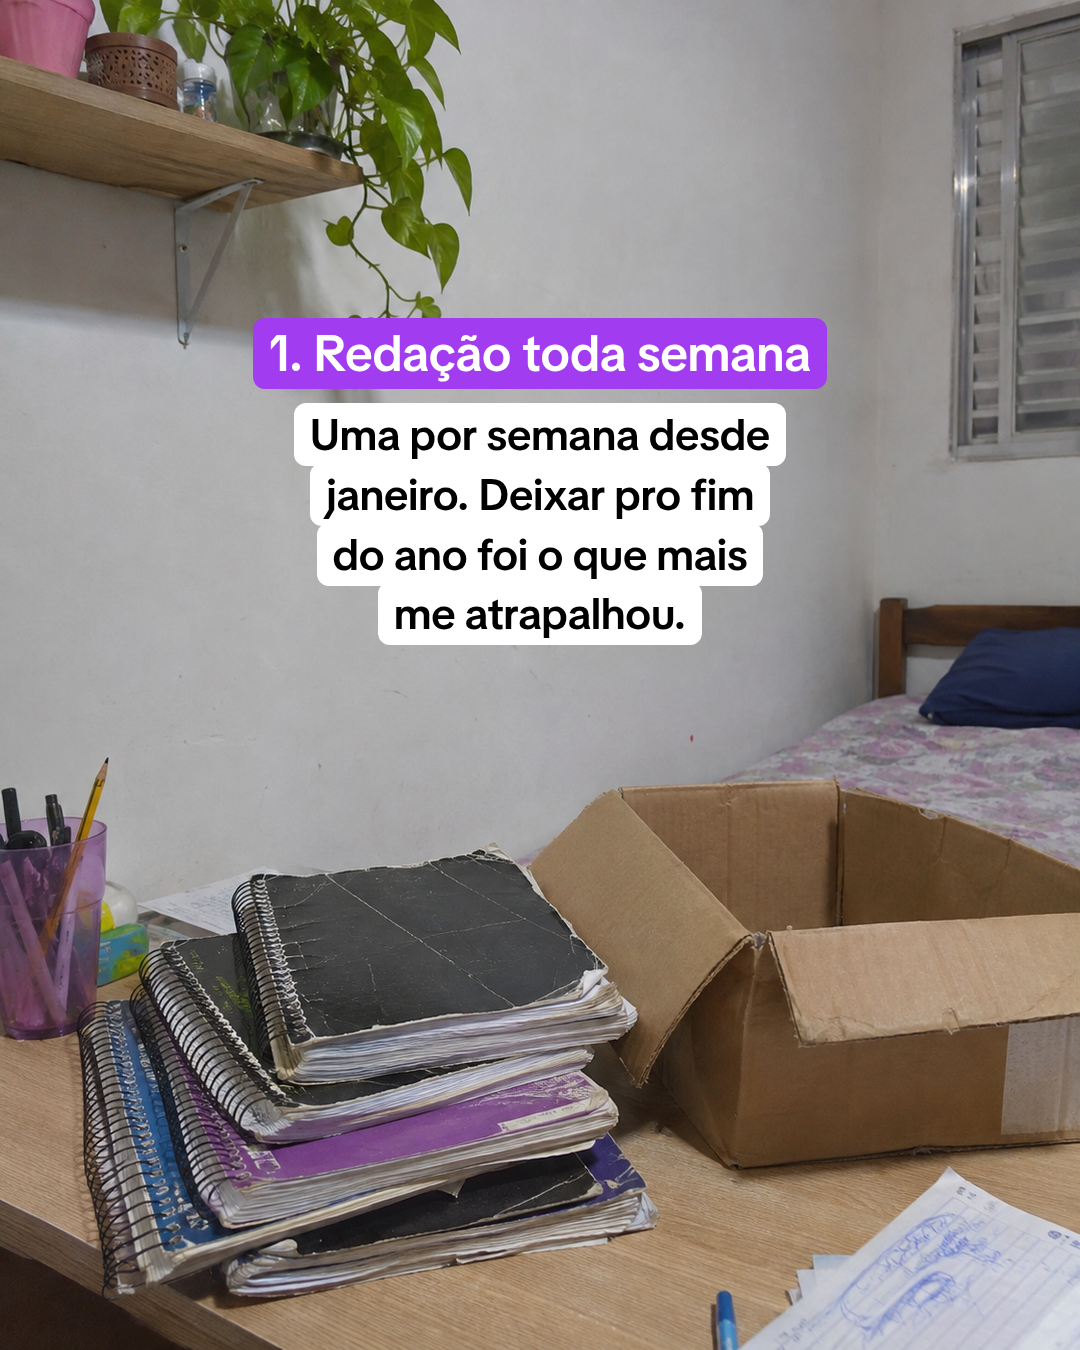 1. Redação toda semana
Uma por semana desde
janeiro. Deixar pro fim
do ano foi o que mais
me atrapalhou.